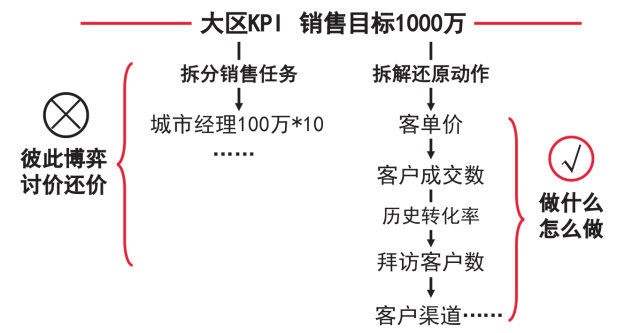 大区KPI 销售目标1000万
拆分销售任务
城市经理100万*10
……
彼此博弈
讨价还价
拆解还原动作
客单价
客户成交数
历史转化率
拜访客户数
客户渠道……
做什么
怎么做